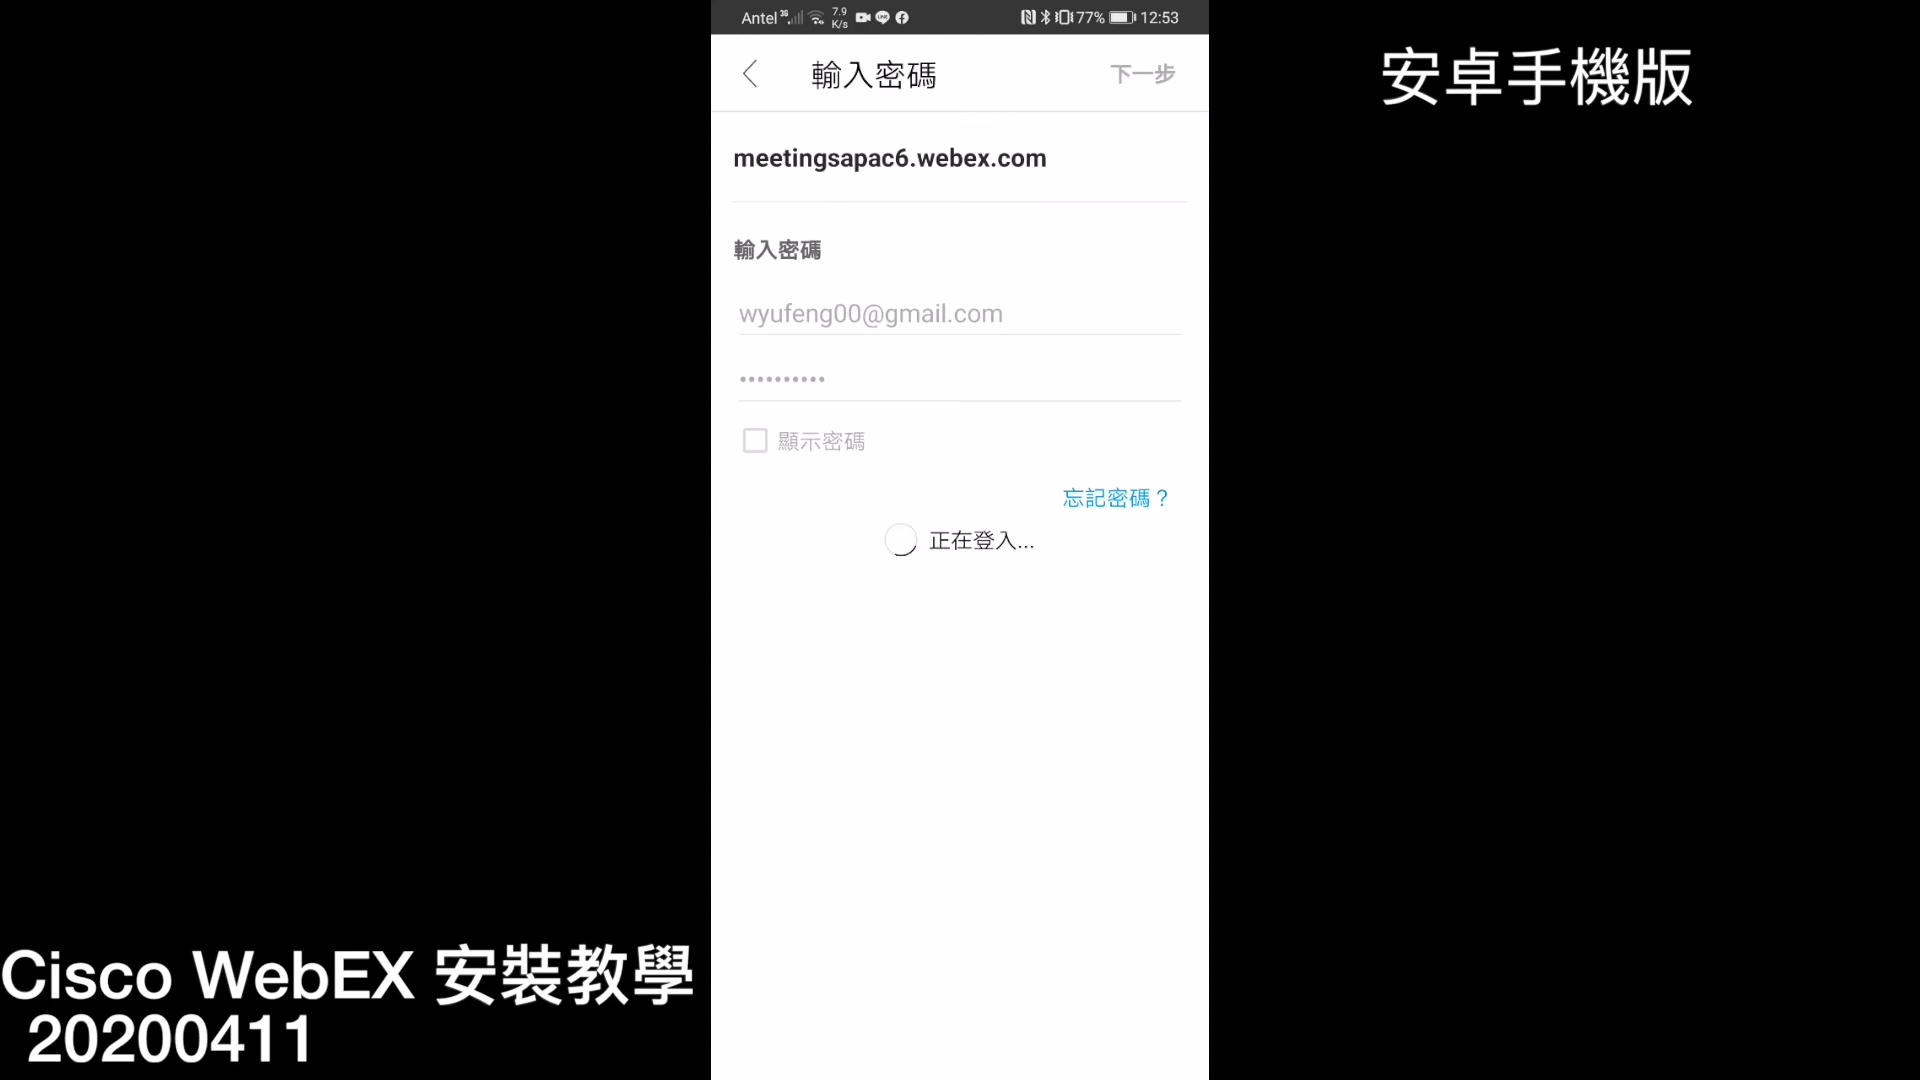 Antel 3G 7.9 K/s 77% 12:53
輸入密碼 下一步
安卓手機版
meetingsapac6.webex.com
輸入密碼
wyufeng00@gmail.com
••••••••••
顯示密碼
忘記密碼？
正在登入...
Cisco WebEX 安裝教學
20200411